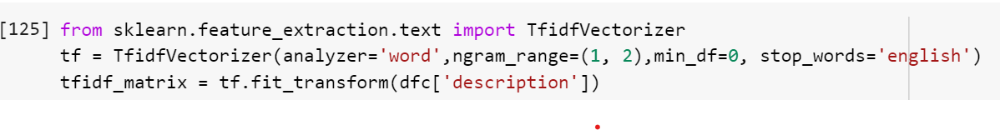 [125] from sklearn.feature_extraction.text import TfidfVectorizer
tf = TfidfVectorizer(analyzer='word',ngram_range=(1, 2),min_df=0, stop_words='english')
tfidf_matrix = tf.fit_transform(dfc['description'])